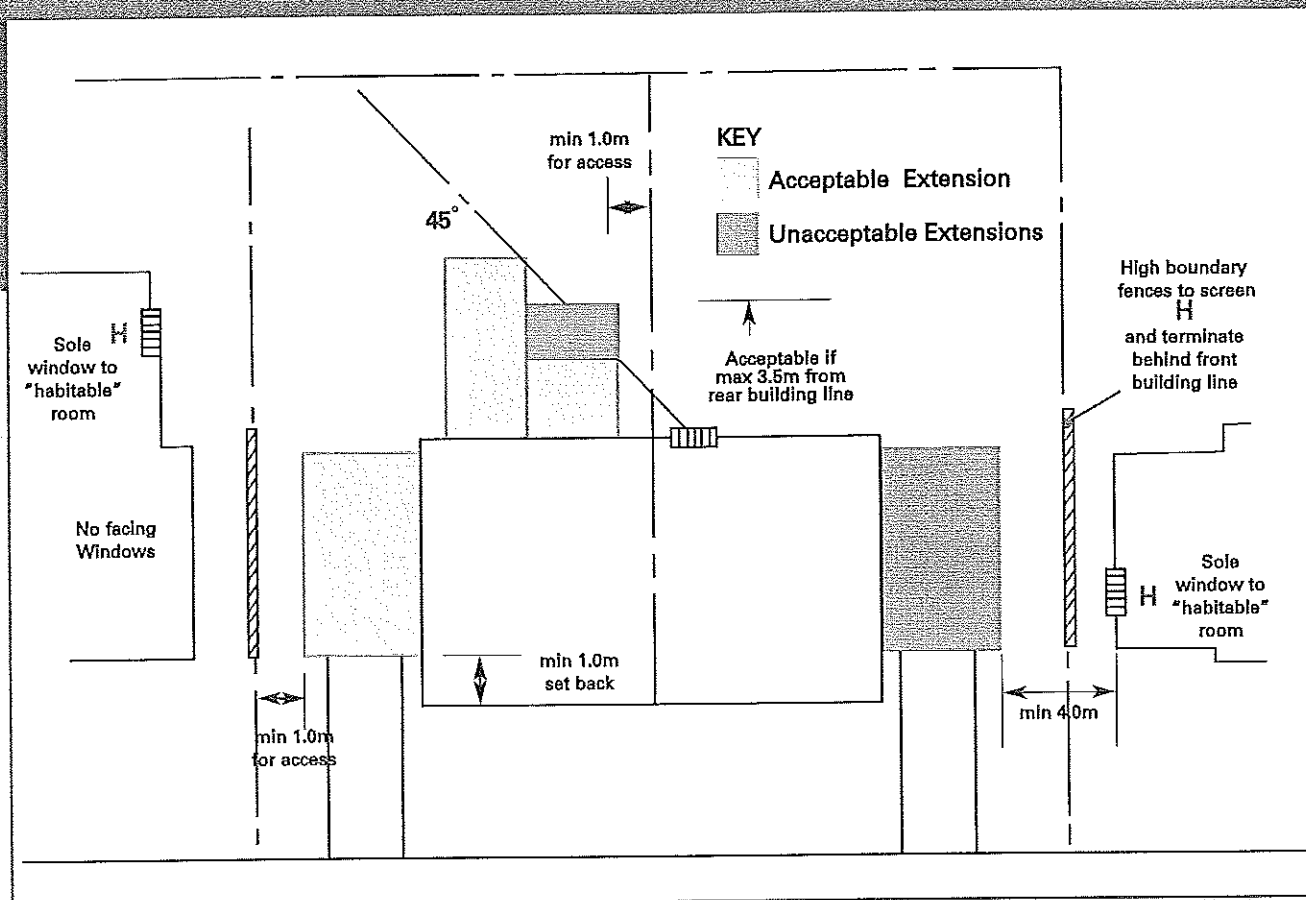 min 1.0m
for access
KEY
Acceptable Extension
Unacceptable Extensions
45°
High boundary
fences to screen
H
and terminate
behind front
building line
Sole
window to
"habitable"
room
H
Acceptable if
max 3.5m from
rear building line
No facing
Windows
Sole
window to
"habitable"
room
H
min 1.0m
set back
min 4.0m
min 1.0m
for access